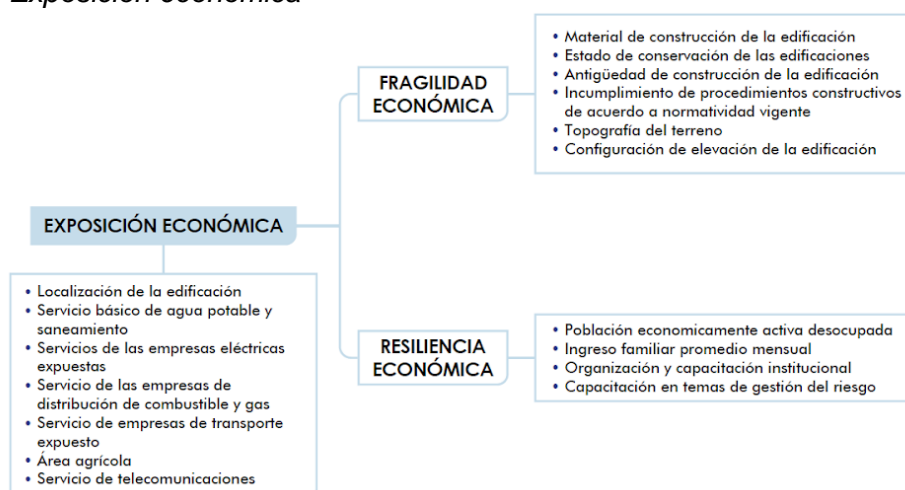 Exposición económica
FRAGILIDAD
ECONÓMICA
• Material de construcción de la edificación
• Estado de conservación de las edificaciones
• Antigüedad de construcción de la edificación
• Incumplimiento de procedimientos constructivos
de acuerdo a normatividad vigente
• Topografía del terreno
• Configuración de elevación de la edificación
EXPOSICIÓN ECONÓMICA
• Localización de la edificación
• Servicio básico de agua potable y
saneamiento
• Servicios de las empresas eléctricas
expuestas
• Servicio de las empresas de
distribución de combustible y gas
• Servicio de empresas de transporte
expuesto
• Área agrícola
• Servicio de telecomunicaciones
RESILIENCIA
ECONÓMICA
• Población economicamente activa desocupada
• Ingreso familiar promedio mensual
• Organización y capacitación institucional
• Capacitación en temas de gestión del riesgo